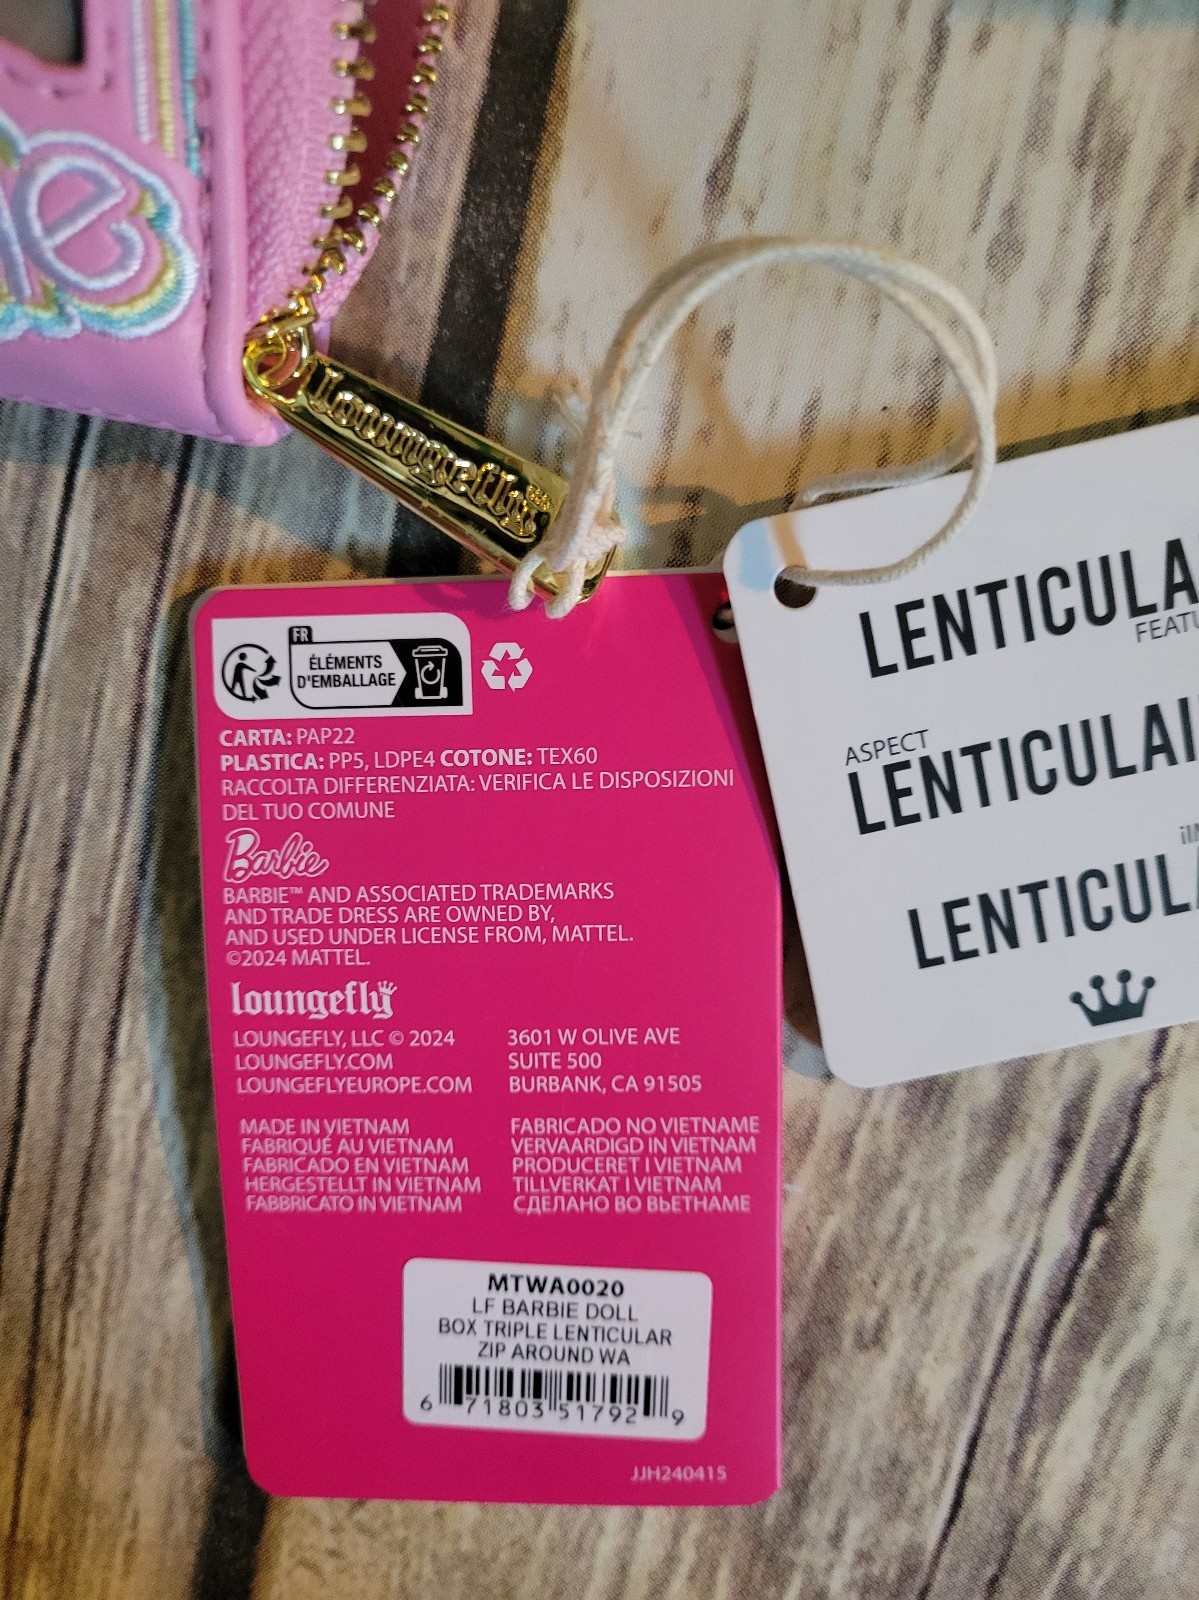 Loungefly
FR
ÉLÉMENTS
D'EMBALLAGE
CARTA: PAP22
PLASTICA: PP5, LDPE4 COTONE: TEX60
RACCOLTA DIFFERENZIATA: VERIFICA LE DISPOSIZIONI
DEL TUO COMUNE
Barbie
BARBIE™ AND ASSOCIATED TRADEMARKS
AND TRADE DRESS ARE OWNED BY,
AND USED UNDER LICENSE FROM, MATTEL.
©2024 MATTEL.
loungefly
LOUNGEFLY, LLC © 2024
LOUNGEFLY.COM
LOUNGEFLYEUROPE.COM
3601 W OLIVE AVE
SUITE 500
BURBANK, CA 91505
MADE IN VIETNAM
FABRIQUÉ AU VIETNAM
FABRICADO EN VIETNAM
HERGESTELLT IN VIETNAM
FABBRICATO IN VIETNAM
FABRICADO NO VIETNAME
VERVAARDIGD IN VIETNAM
PRODUCERET I VIETNAM
TILLVERKAT I VIETNAM
СДЕЛАНО ВО ВЬЕТНАМЕ
MTWA0020
LF BARBIE DOLL
BOX TRIPLE LENTICULAR
ZIP AROUND WA
6 71803 51792 9
JJH240415
LENTICULA
FEATU
ASPECT
LENTICULAI
LENTICULA